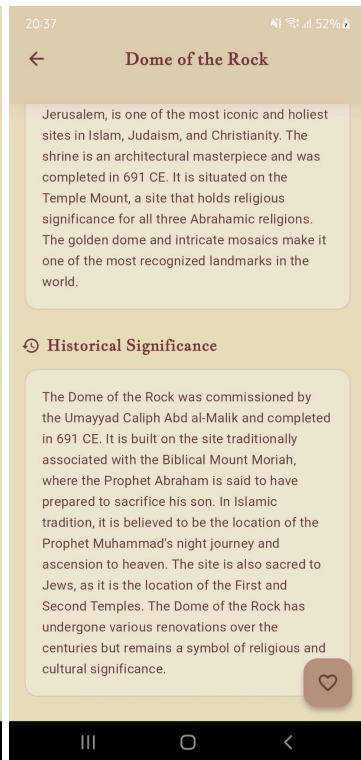 20:37
52%
Dome of the Rock
Jerusalem, is one of the most iconic and holiest
sites in Islam, Judaism, and Christianity. The
shrine is an architectural masterpiece and was
completed in 691 CE. It is situated on the
Temple Mount, a site that holds religious
significance for all three Abrahamic religions.
The golden dome and intricate mosaics make it
one of the most recognized landmarks in the
world.
Historical Significance
The Dome of the Rock was commissioned by
the Umayyad Caliph Abd al-Malik and completed
in 691 CE. It is built on the site traditionally
associated with the Biblical Mount Moriah,
where the Prophet Abraham is said to have
prepared to sacrifice his son. In Islamic
tradition, it is believed to be the location of the
Prophet Muhammad's night journey and
ascension to heaven. The site is also sacred to
Jews, as it is the location of the First and
Second Temples. The Dome of the Rock has
undergone various renovations over the
centuries but remains a symbol of religious and
cultural significance.